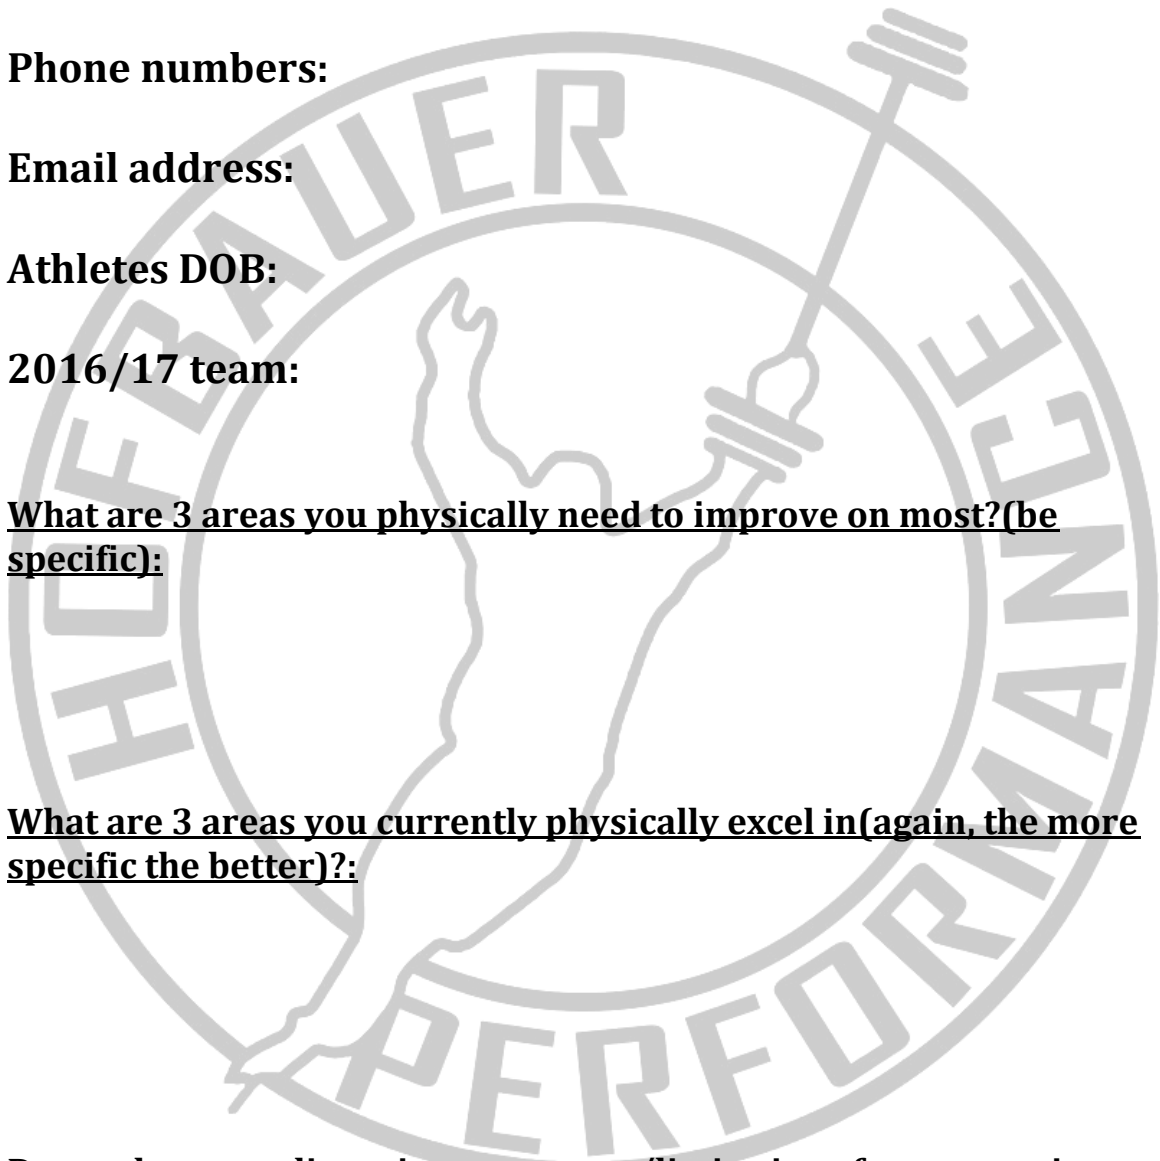 Phone numbers:
Email address:
Athletes DOB:
2016/17 team:
What are 3 areas you physically need to improve on most?(be
specific):
What are 3 areas you currently physically excel in(again, the more
specific the better)?:
HOFBAUER
PERFORMANCE